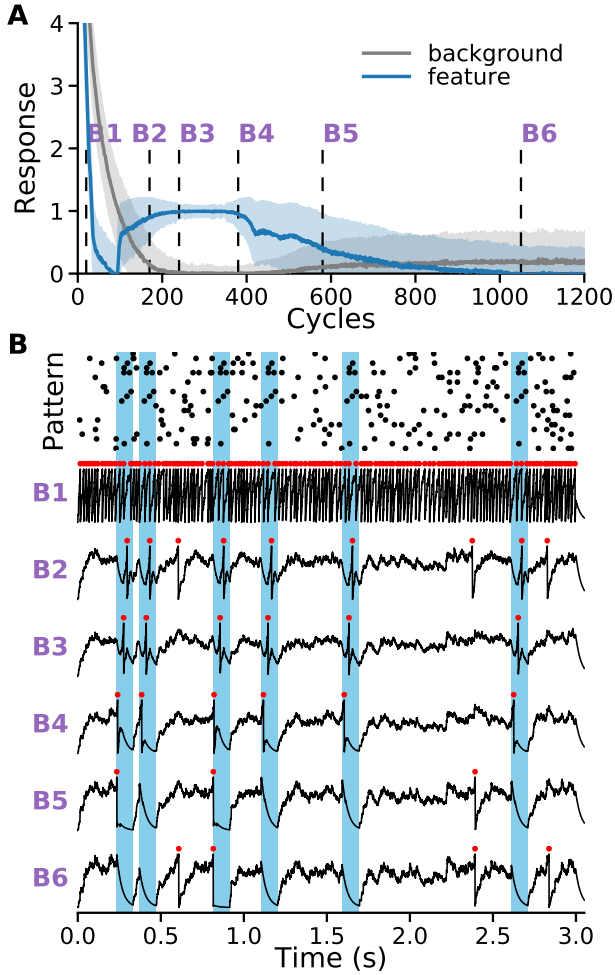 A
4
3
2
1
0
Response
background
feature
B1 B2 B3 B4 B5 B6
0 200 400 600 800 1000 1200
Cycles
B
Pattern
B1
B2
B3
B4
B5
B6
0.0 0.5 1.0 1.5 2.0 2.5 3.0
Time (s)